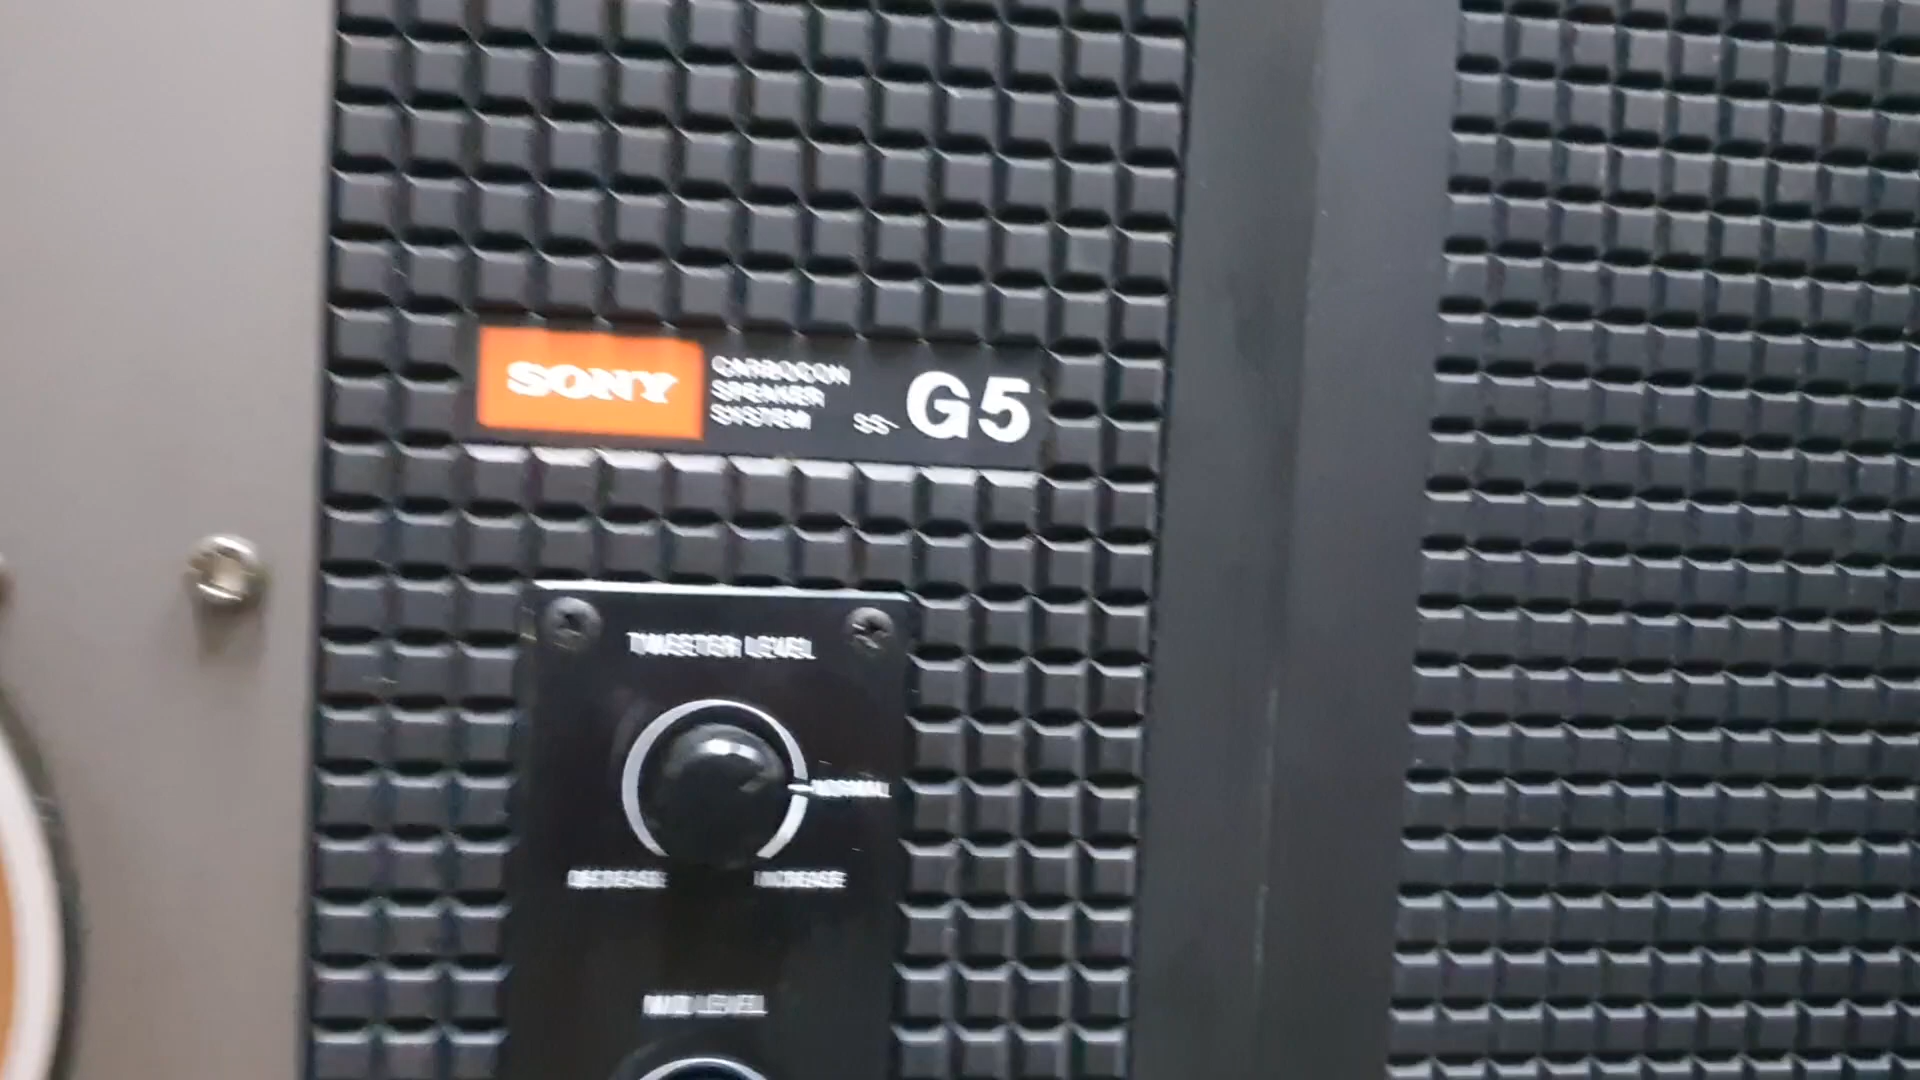 SONY
CARBOCON
SPEAKER
SYSTEM
SS-G5
TWEETER LEVEL
NORMAL
DECREASE INCREASE
MID LEVEL